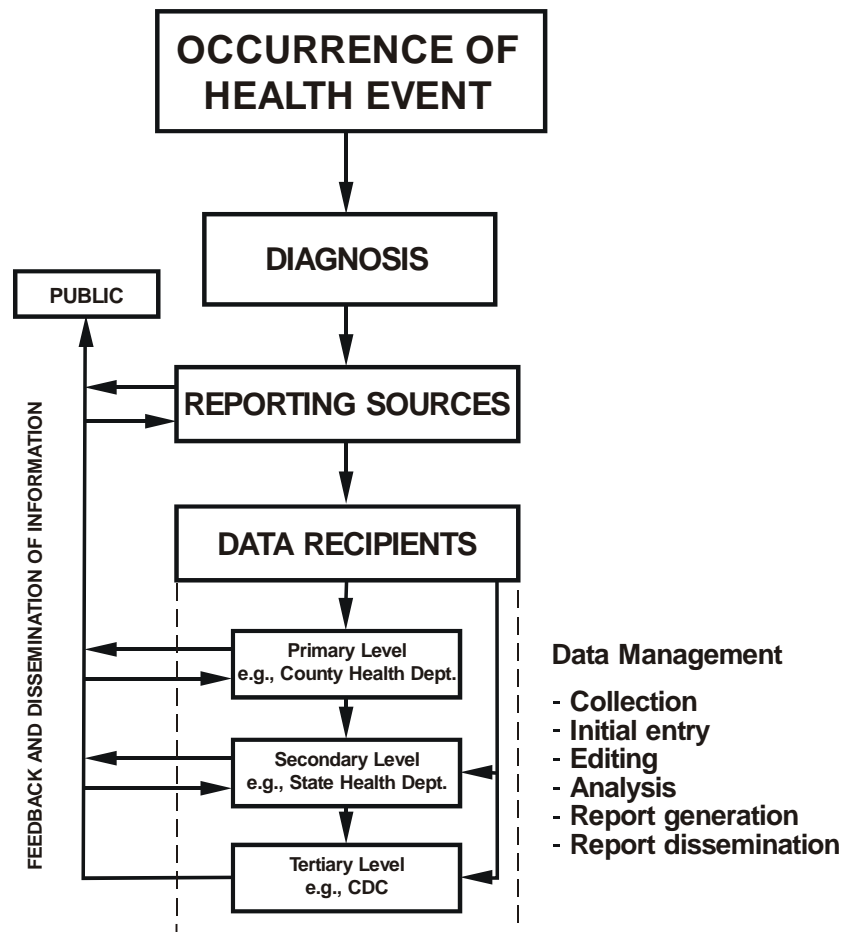 OCCURRENCE OF
HEALTH EVENT
DIAGNOSIS
PUBLIC
REPORTING SOURCES
FEEDBACK AND DISSEMINATION OF INFORMATION
DATA RECIPIENTS
Primary Level
e.g., County Health Dept.
Secondary Level
e.g., State Health Dept.
Tertiary Level
e.g., CDC
Data Management
- Collection
- Initial entry
- Editing
- Analysis
- Report generation
- Report dissemination